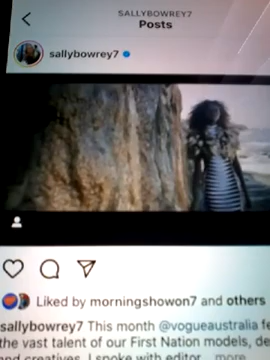 SALLYBOWREY7
Posts
sallybowrey7
Liked by morningshowon7 and others
sallybowrey7 This month @vogueaustralia fe
the vast talent of our First Nation models, de
and creatives. I spoke with editor... more